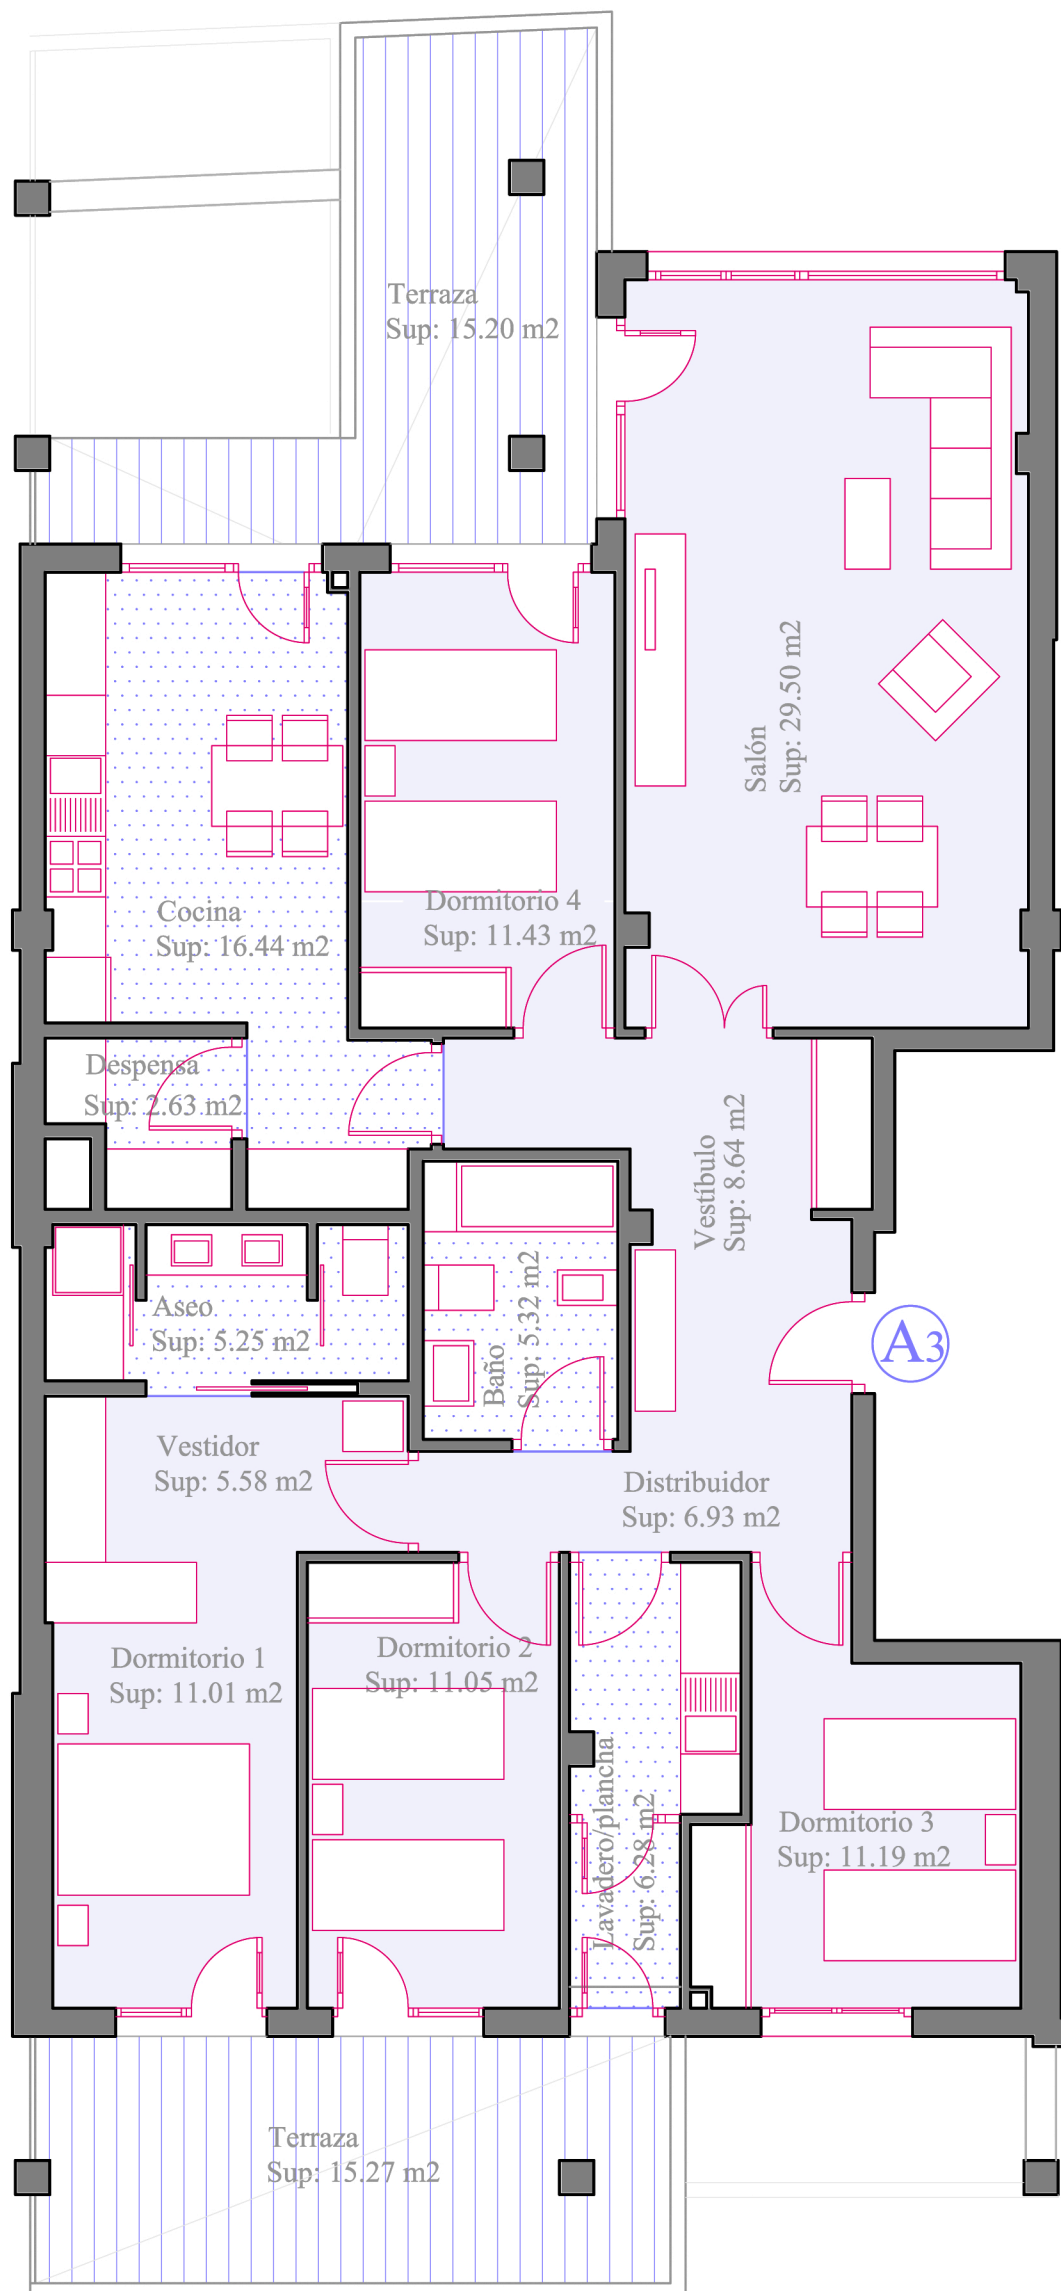 Terraza
Sup: 15.20 m2
Salón
Sup: 29.50 m2
Cocina
Sup: 16.44 m2
Dormitorio 4
Sup: 11.43 m2
Despensa
Sup: 2.63 m2
Vestíbulo
Sup: 8.64 m2
Aseo
Sup: 5.25 m2
Baño
Sup: 5.32 m2
A3
Vestidor
Sup: 5.58 m2
Distribuidor
Sup: 6.93 m2
Dormitorio 1
Sup: 11.01 m2
Dormitorio 2
Sup: 11.05 m2
Lavadero/plancha
Sup: 6.28 m2
Dormitorio 3
Sup: 11.19 m2
Terraza
Sup: 15.27 m2